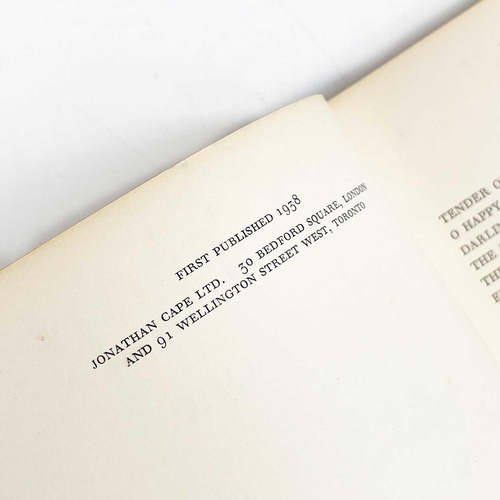 FIRST PUBLISHED 1938
JONATHAN CAPE LTD. 30 BEDFORD SQUARE, LONDON
AND 91 WELLINGTON STREET WEST, TORONTO
TENDER
O HAPPY
THE